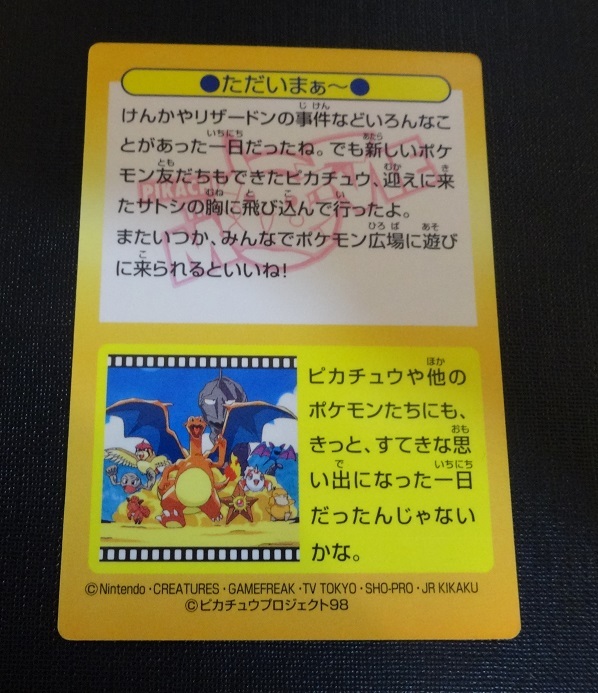 ●ただいまぁ〜●
けんかやリザードンの事件などいろんなこ
とがあった一日だったね。でも新しいポケ
モン友だちもできたピカチュウ、迎えに来
たサトシの胸に飛び込んで行ったよ。
またいつか、みんなでポケモン広場に遊び
に来られるといいね!
ピカチュウや他の
ポケモンたちにも、
きっと、すてきな思
い出になった一日
だったんじゃない
かな。
©Nintendo・CREATURES・GAMEFREAK・TV TOKYO・SHO-PRO・JR KIKAKU
©ピカチュウプロジェクト98